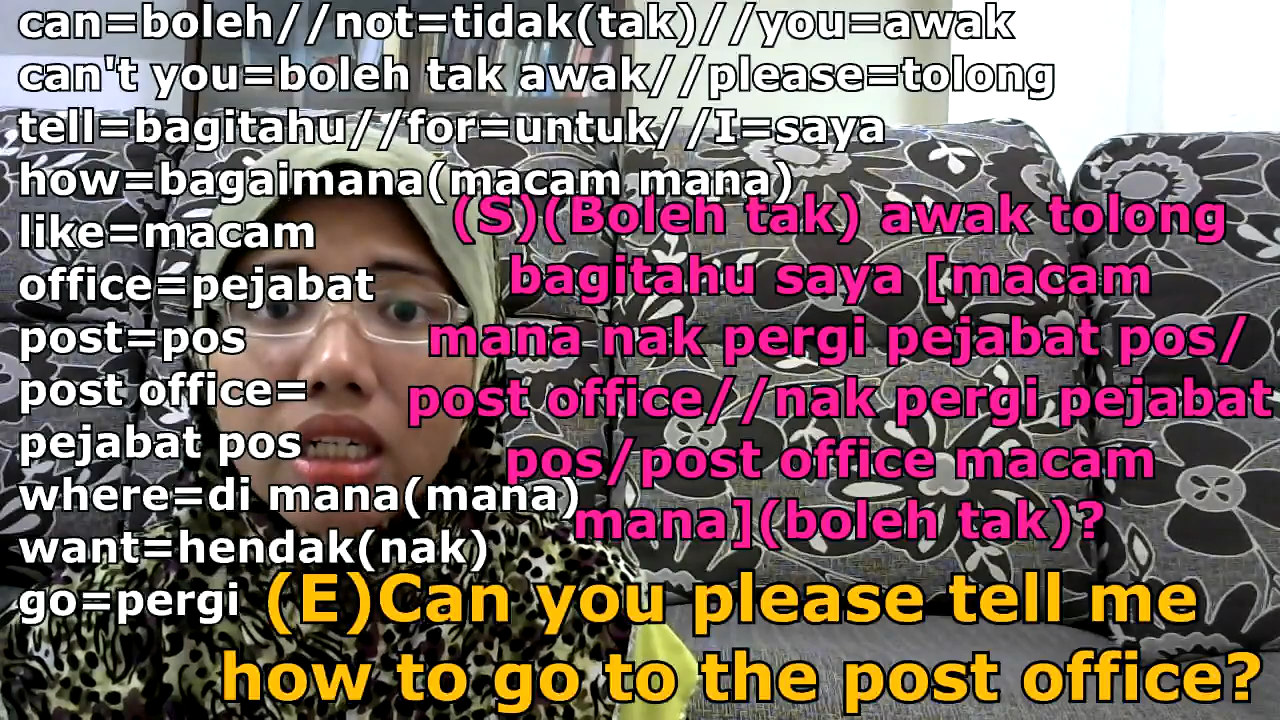 can=boleh//not=tidak(tak)//you=awak
can't you=boleh tak awak//please=tolong
tell=bagitahu//for=untuk//I=saya
how=bagaimana(macam mana)
like=macam
office=pejabat
post=pos
post office=
pejabat pos
where=di mana(mana)
want=hendak(nak)
go=pergi
(S)(Boleh tak) awak tolong
bagitahu saya [macam
mana nak pergi pejabat pos/
post office//nak pergi pejabat
pos/post office macam
mana](boleh tak)?
(E)Can you please tell me
how to go to the post office?